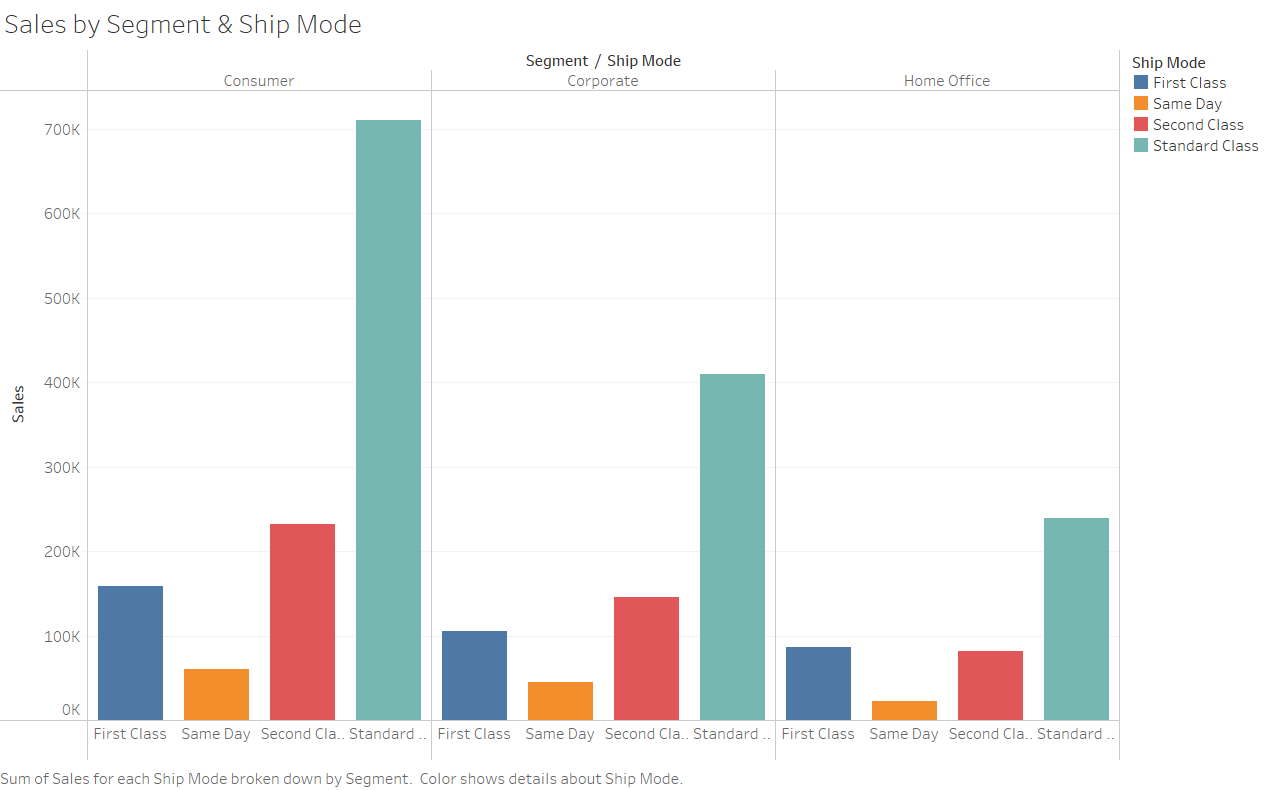 Sales by Segment & Ship Mode
Segment / Ship Mode
Consumer Corporate Home Office
Ship Mode
First Class
Same Day
Second Class
Standard Class
Sales
700K
600K
500K
400K
300K
200K
100K
0K
First Class Same Day Second Cla.. Standard .. First Class Same Day Second Cla.. Standard .. First Class Same Day Second Cla.. Standard ..
Sum of Sales for each Ship Mode broken down by Segment. Color shows details about Ship Mode.